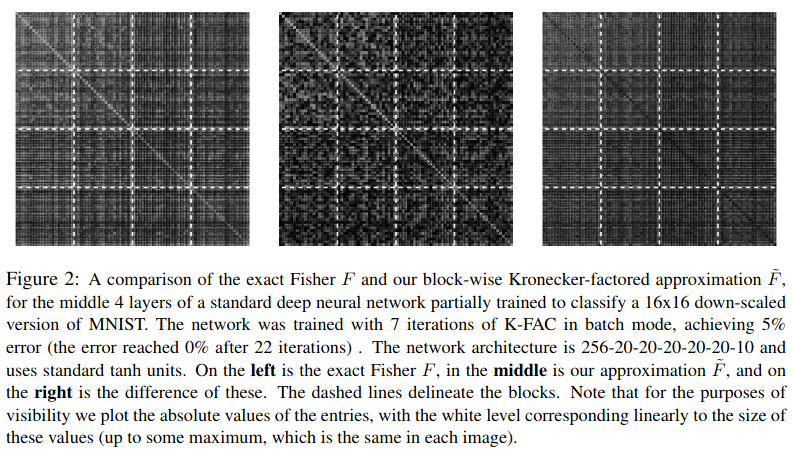 Figure 2: A comparison of the exact Fisher F and our block-wise Kronecker-factored approximation F̃,
for the middle 4 layers of a standard deep neural network partially trained to classify a 16x16 down-scaled
version of MNIST. The network was trained with 7 iterations of K-FAC in batch mode, achieving 5%
error (the error reached 0% after 22 iterations) . The network architecture is 256-20-20-20-20-20-10 and
uses standard tanh units. On the left is the exact Fisher F, in the middle is our approximation F̃, and on
the right is the difference of these. The dashed lines delineate the blocks. Note that for the purposes of
visibility we plot the absolute values of the entries, with the white level corresponding linearly to the size of
these values (up to some maximum, which is the same in each image).